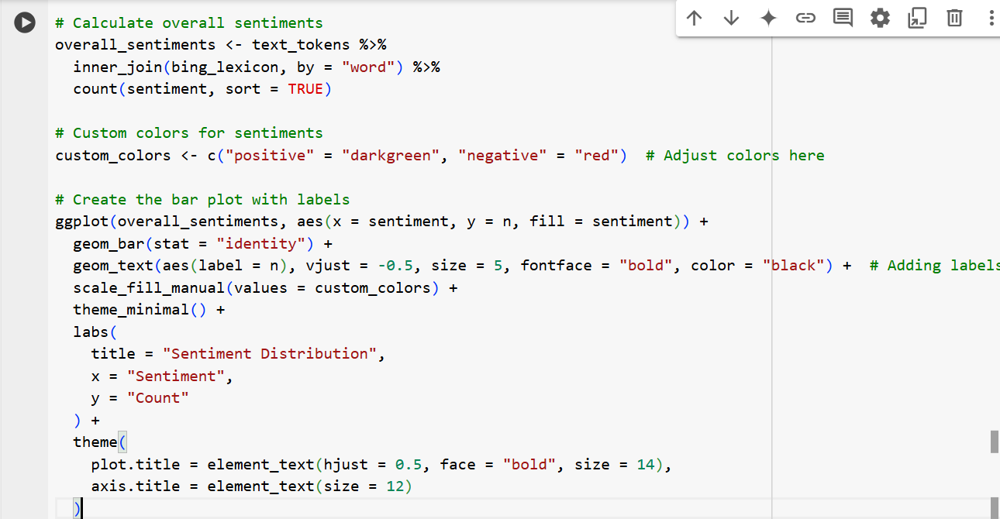 # Calculate overall sentiments
overall_sentiments <- text_tokens %>%
  inner_join(bing_lexicon, by = "word") %>%
  count(sentiment, sort = TRUE)

# Custom colors for sentiments
custom_colors <- c("positive" = "darkgreen", "negative" = "red")  # Adjust colors here

# Create the bar plot with labels
ggplot(overall_sentiments, aes(x = sentiment, y = n, fill = sentiment)) +
  geom_bar(stat = "identity") +
  geom_text(aes(label = n), vjust = -0.5, size = 5, fontface = "bold", color = "black") +  # Adding labels
  scale_fill_manual(values = custom_colors) +
  theme_minimal() +
  labs(
    title = "Sentiment Distribution",
    x = "Sentiment",
    y = "Count"
  ) +
  theme(
    plot.title = element_text(hjust = 0.5, face = "bold", size = 14),
    axis.title = element_text(size = 12)
  )